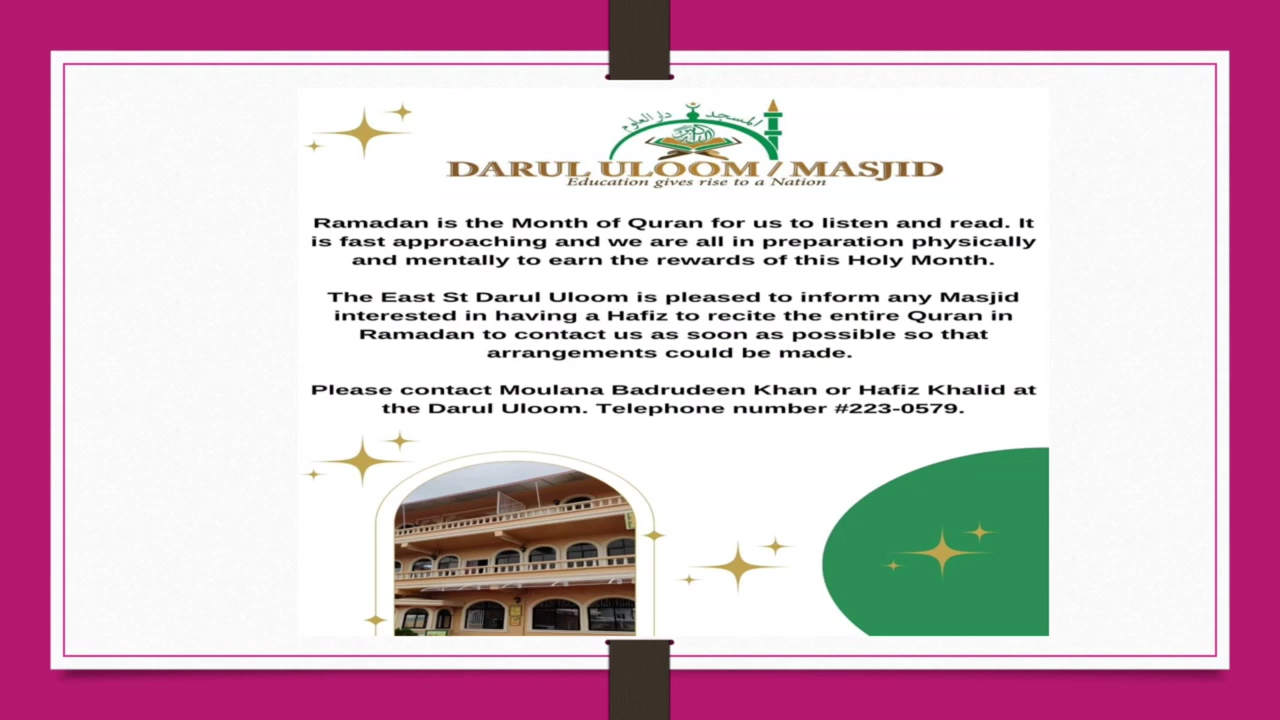 دار العلوم المسجد
DARUL ULOOM / MASJID
Education gives rise to a Nation
Ramadan is the Month of Quran for us to listen and read. It
is fast approaching and we are all in preparation physically
and mentally to earn the rewards of this Holy Month.
The East St Darul Uloom is pleased to inform any Masjid
interested in having a Hafiz to recite the entire Quran in
Ramadan to contact us as soon as possible so that
arrangements could be made.
Please contact Moulana Badrudeen Khan or Hafiz Khalid at
the Darul Uloom. Telephone number #223-0579.